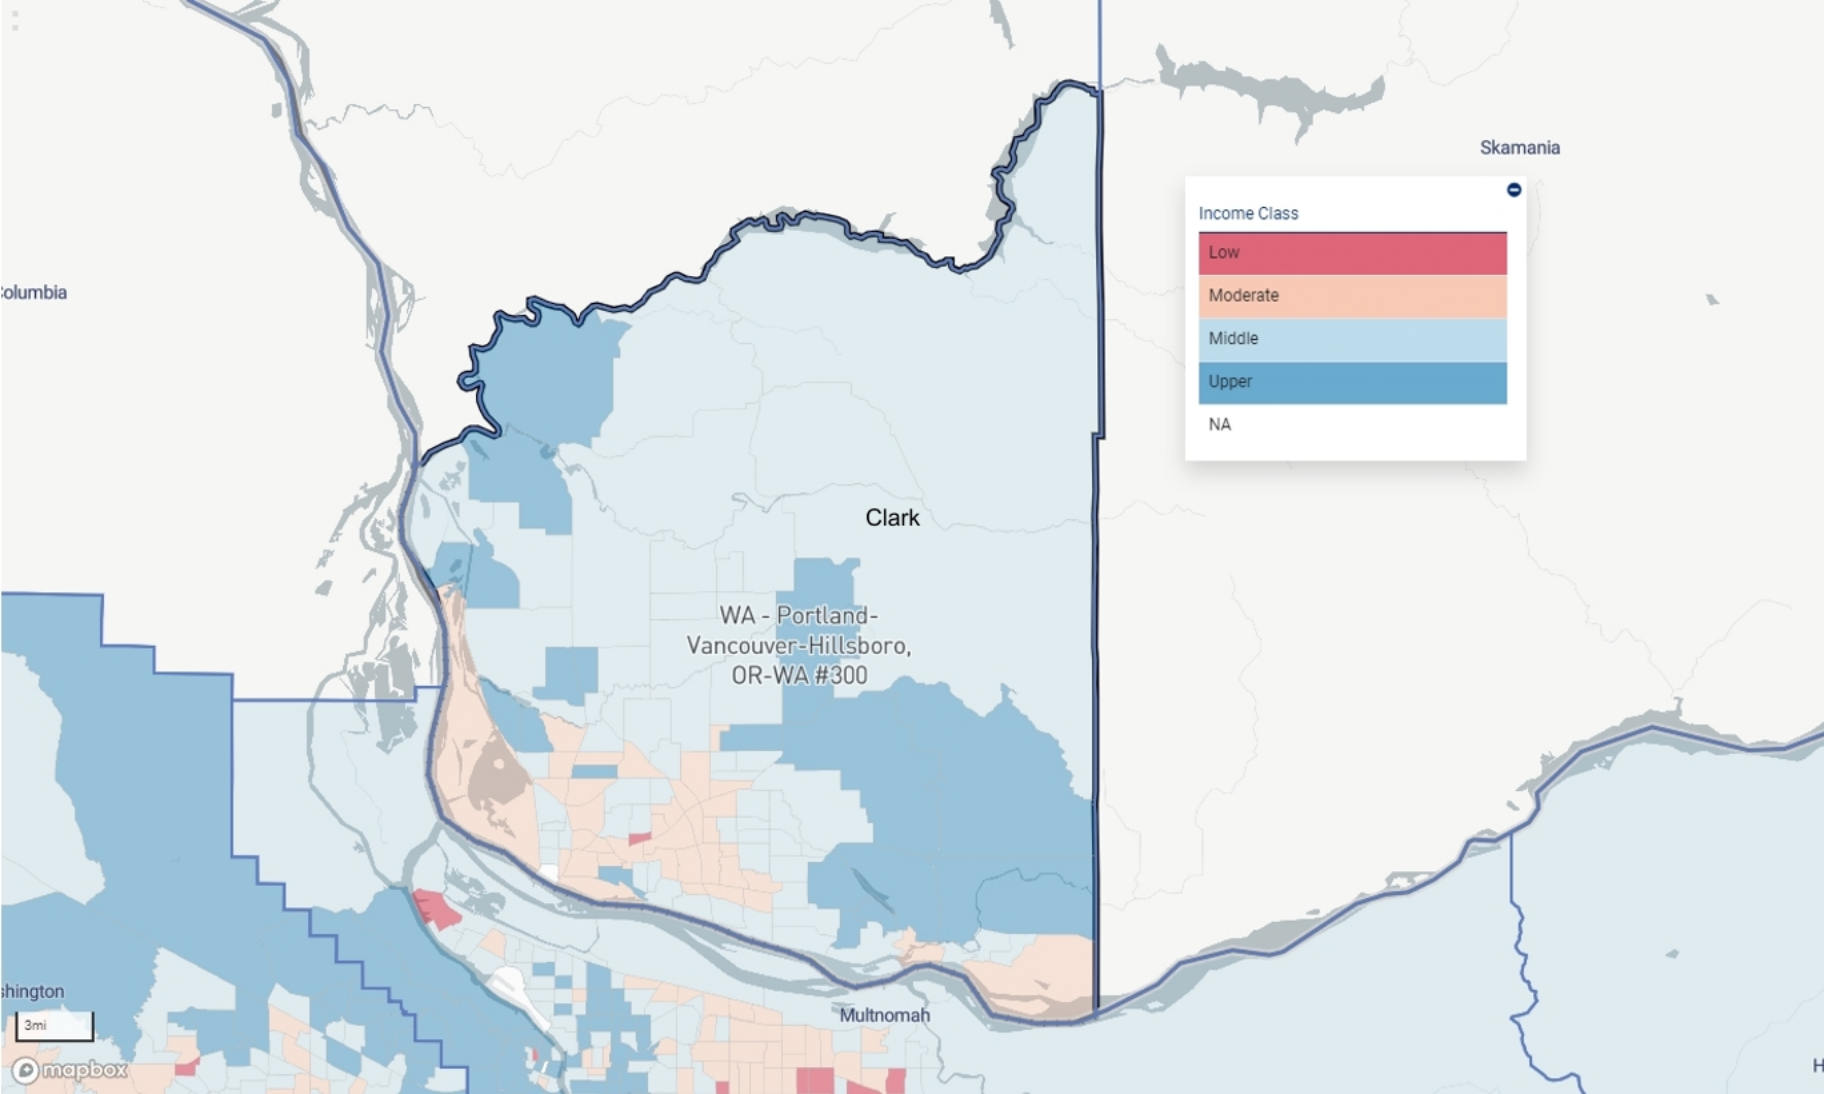 Skamania
Income Class
Low
Moderate
Middle
Upper
NA
olumbia
Clark
WA - Portland-
Vancouver-Hillsboro,
OR-WA #300
shington
3mi
Multnomah
mapbox
H